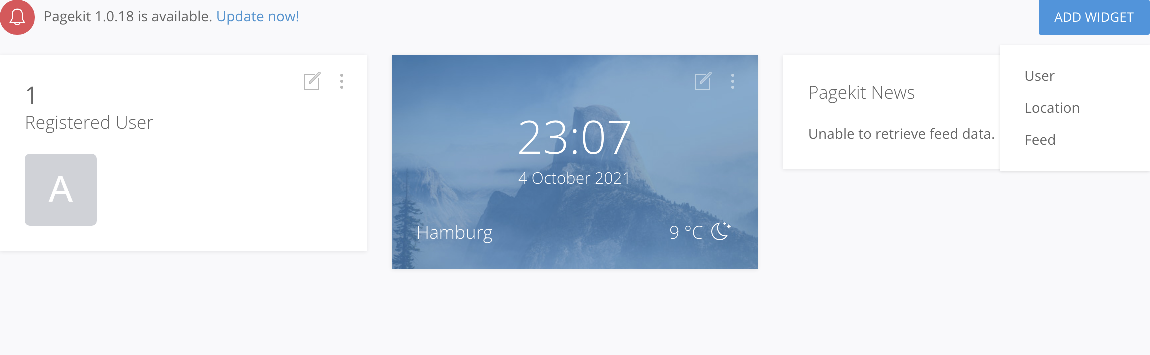 Pagekit 1.0.18 is available. Update now!
ADD WIDGET
User
Location
Feed
1
Registered User
A
23:07
4 October 2021
Hamburg
9 °C
Pagekit News
Unable to retrieve feed data.